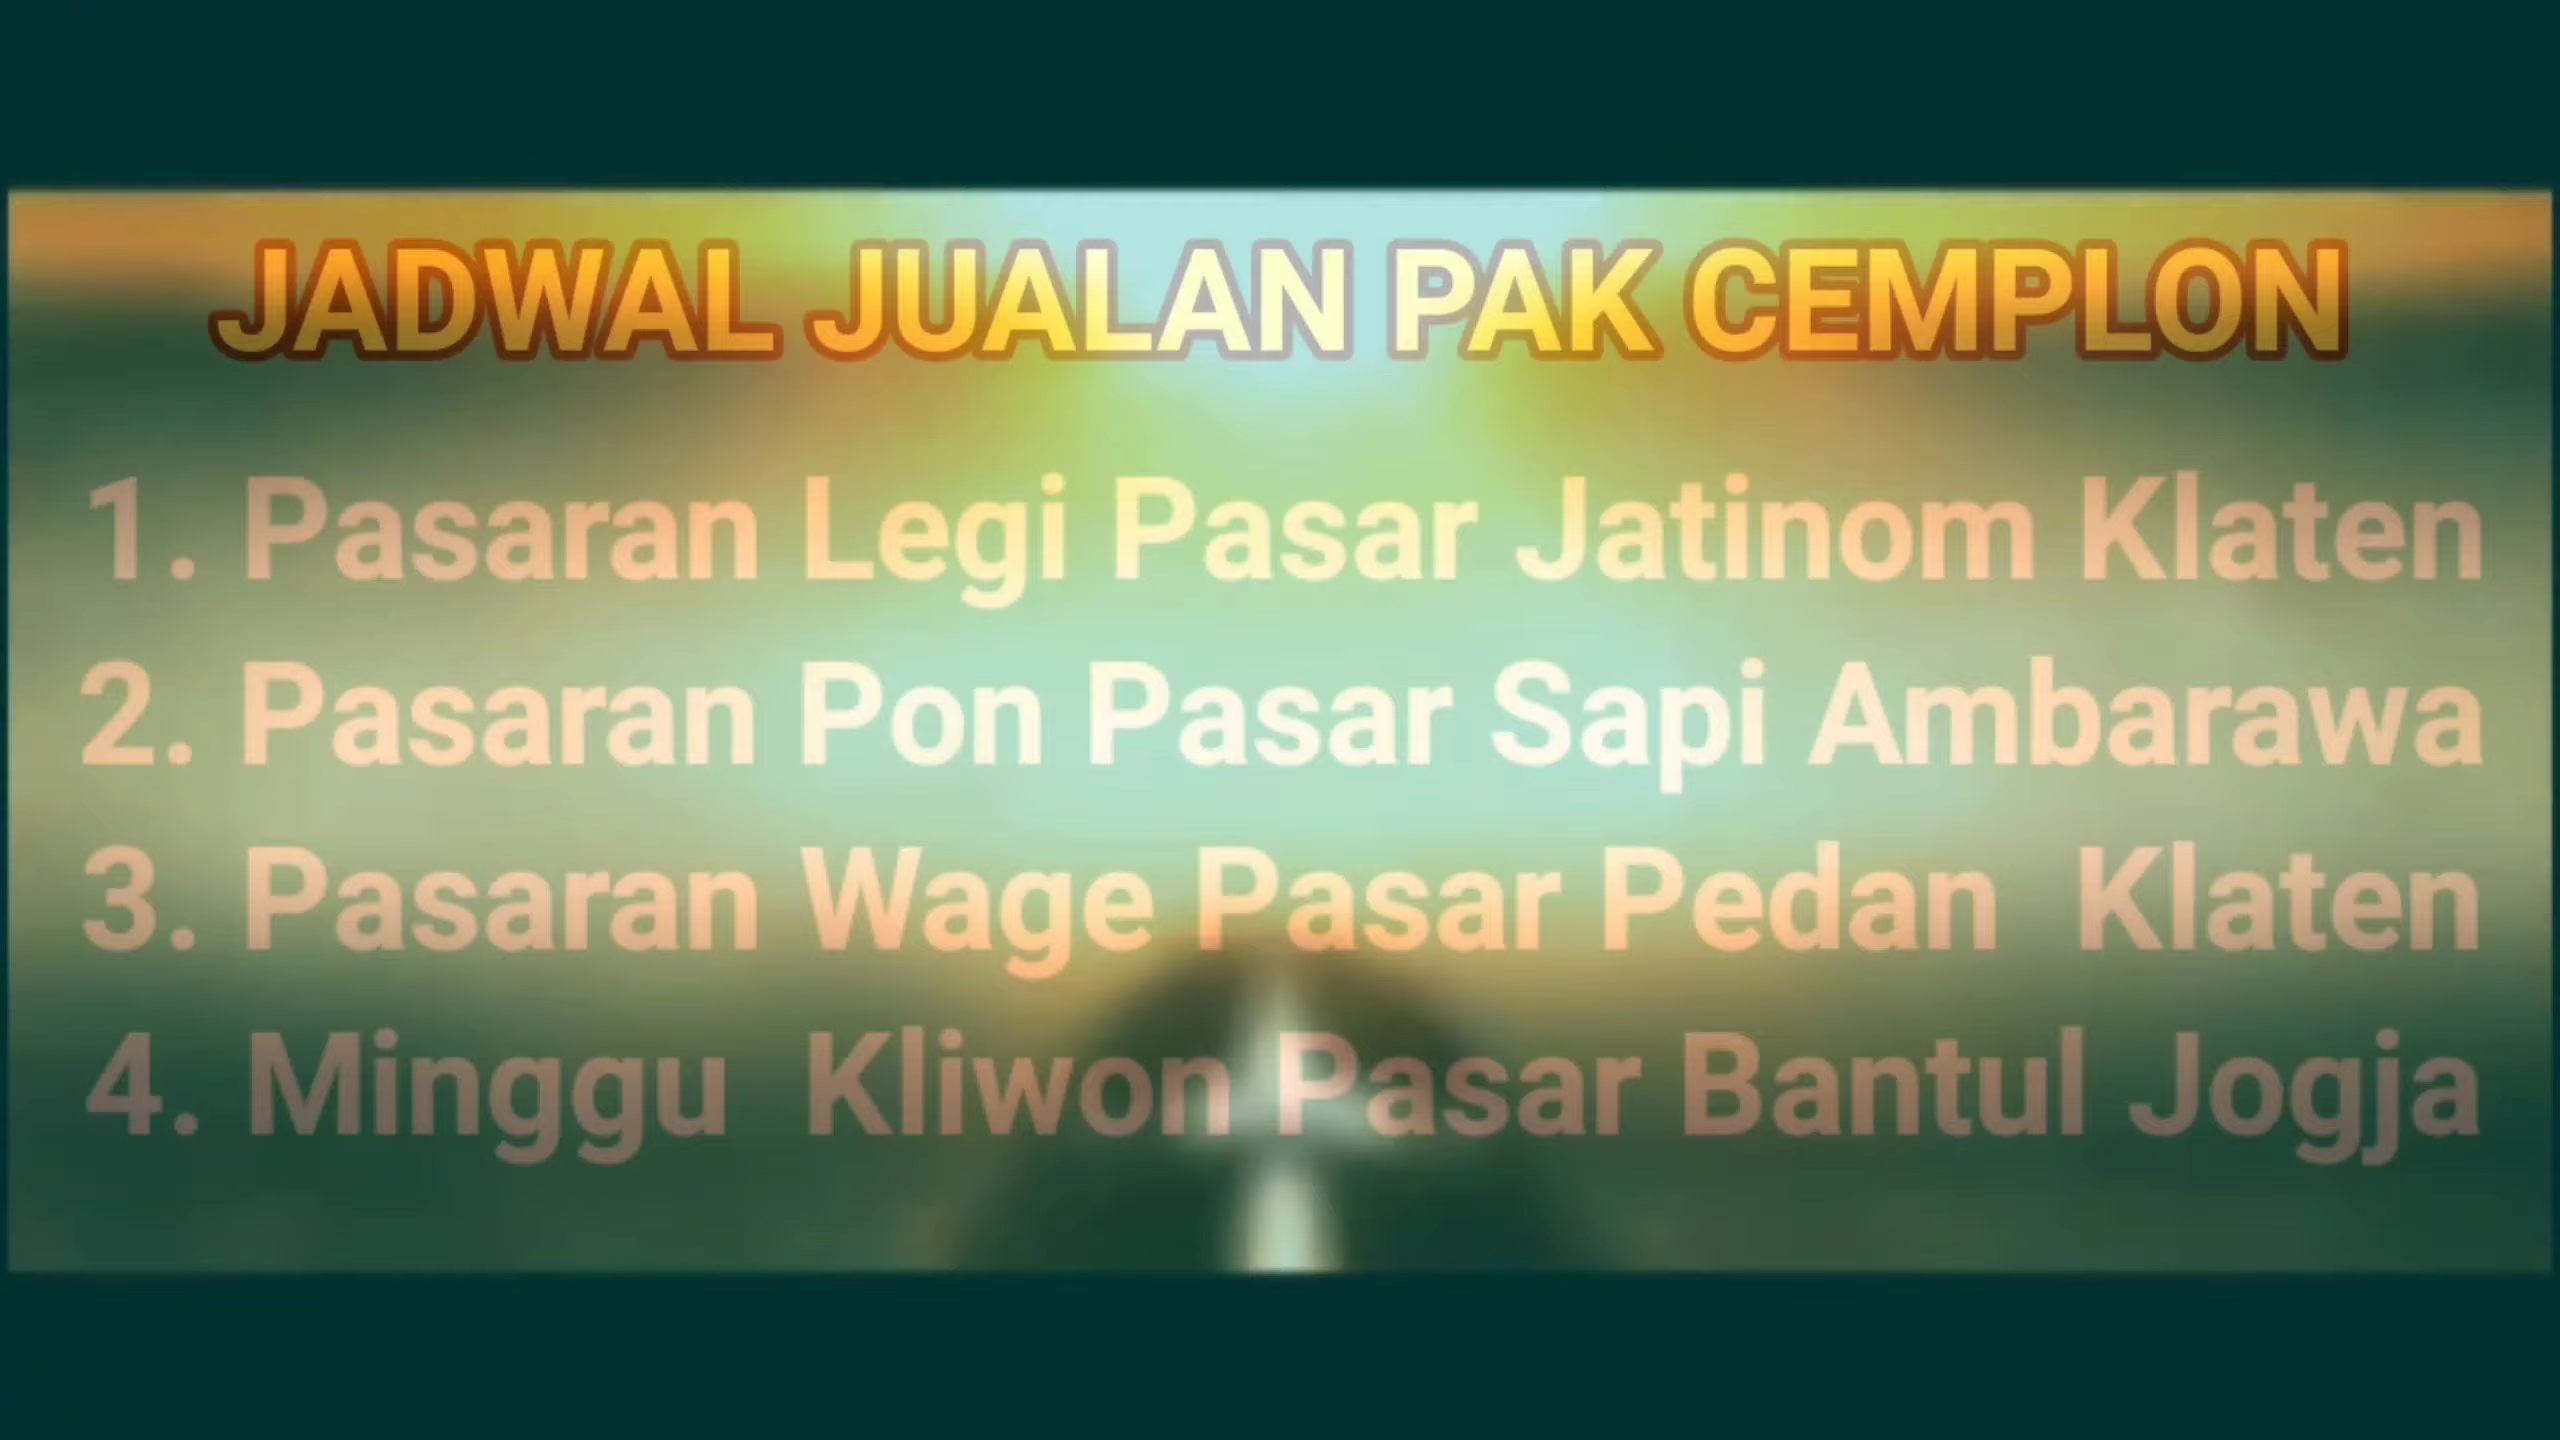 JADWAL JUALAN PAK CEMPLON
1. Pasaran Legi Pasar Jatinom Klaten
2. Pasaran Pon Pasar Sapi Ambarawa
3. Pasaran Wage Pasar Pedan Klaten
4. Minggu Kliwon Pasar Bantul Jogja